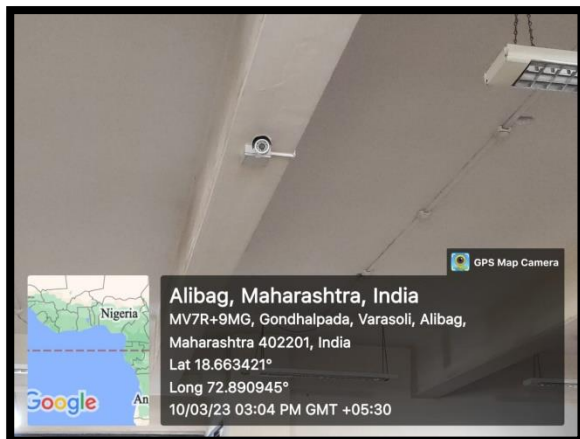 GPS Map Camera
Nigeria
An
Google
Alibag, Maharashtra, India
MV7R+9MG, Gondhalpada, Varasoli, Alibag,
Maharashtra 402201, India
Lat 18.663421°
Long 72.890945°
10/03/23 03:04 PM GMT +05:30